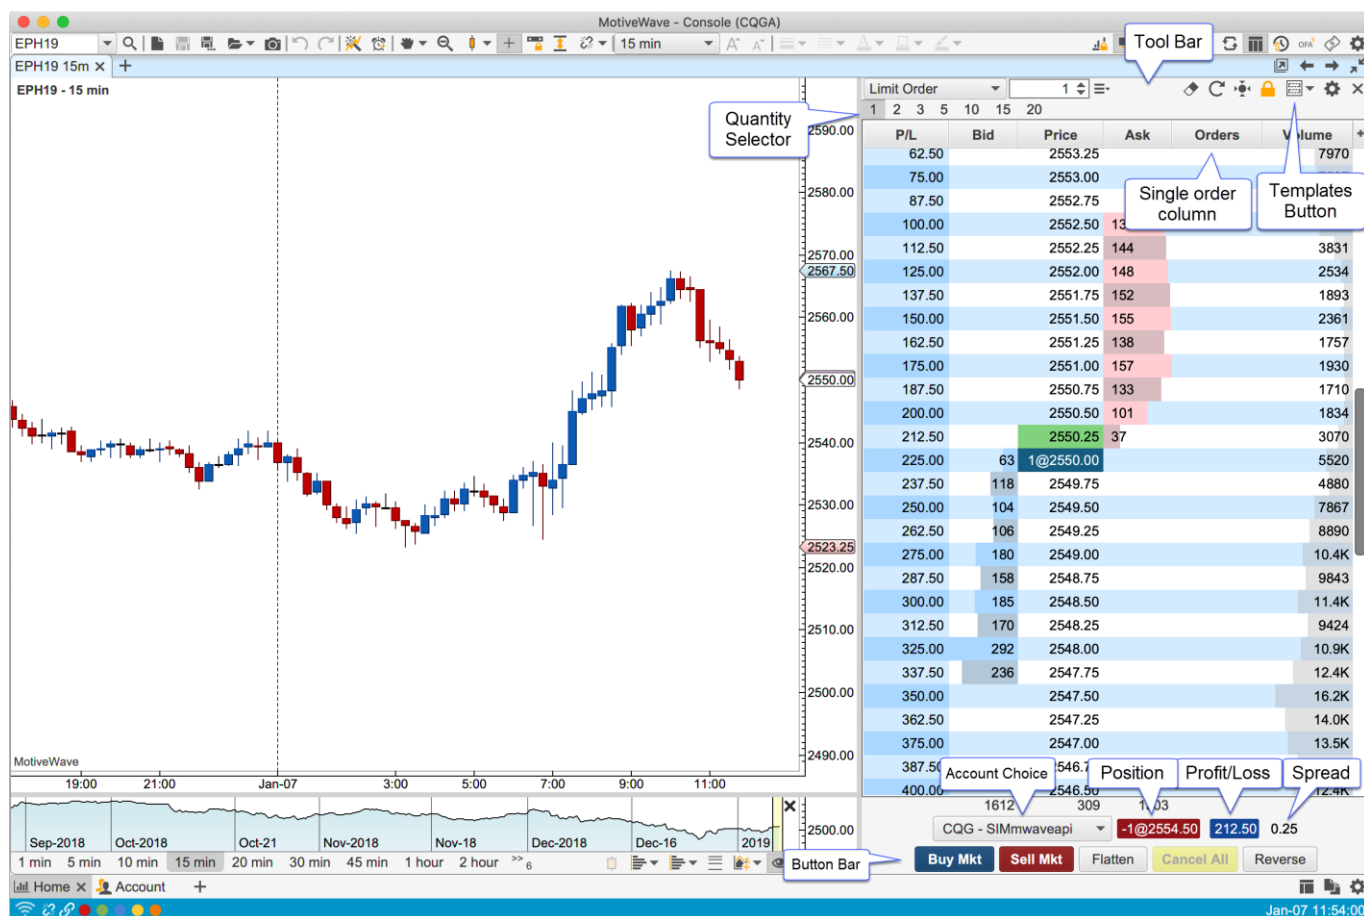 MotiveWave - Console (CQGA)
EPH19
15 min
Tool Bar
EPH19 15m
EPH19 - 15 min
Limit Order 1
1 2 3 5 10 15 20
Quantity
Selector
P/L Bid Price Ask Orders Volume
62.50 2553.25 7970
75.00 2553.00
87.50 2552.75
100.00 2552.50
112.50 2552.25 144 3831
125.00 2552.00 148 2534
137.50 2551.75 152 1893
150.00 2551.50 155 2361
162.50 2551.25 138 1757
175.00 2551.00 157 1930
187.50 2550.75 133 1710
200.00 2550.50 101 1834
212.50 2550.25 37 3070
225.00 63 1@2550.00 5520
237.50 118 2549.75 4880
250.00 104 2549.50 7867
262.50 106 2549.25 8890
275.00 180 2549.00 10.4K
287.50 158 2548.75 9843
300.00 185 2548.50 11.4K
312.50 170 2548.25 9424
325.00 292 2548.00 10.9K
337.50 236 2547.75 12.4K
350.00 2547.50 16.2K
362.50 2547.25 14.0K
375.00 2547.00 13.5K
387.50
400.00 2546.50 12.4K
Single order
column
Templates
Button
2590.00
2580.00
2570.00
2567.50
2560.00
2550.00
2540.00
2530.00
2523.25
2520.00
2510.00
2500.00
2490.00
MotiveWave
19:00 21:00 Jan-07 3:00 5:00 7:00 9:00 11:00
Account Choice
Position
Profit/Loss
Spread
1612 309
CQG - SIMmwaveapi -1@2554.50 212.50 0.25
2500.00
Sep-2018 Oct-2018 Oct-21 Nov-2018 Nov-18 Dec-2018 Dec-16 2019
1 min 5 min 10 min 15 min 20 min 30 min 45 min 1 hour 2 hour >> 6
Button Bar
Buy Mkt Sell Mkt Flatten Cancel All Reverse
Home Account
Jan-07 11:54:00